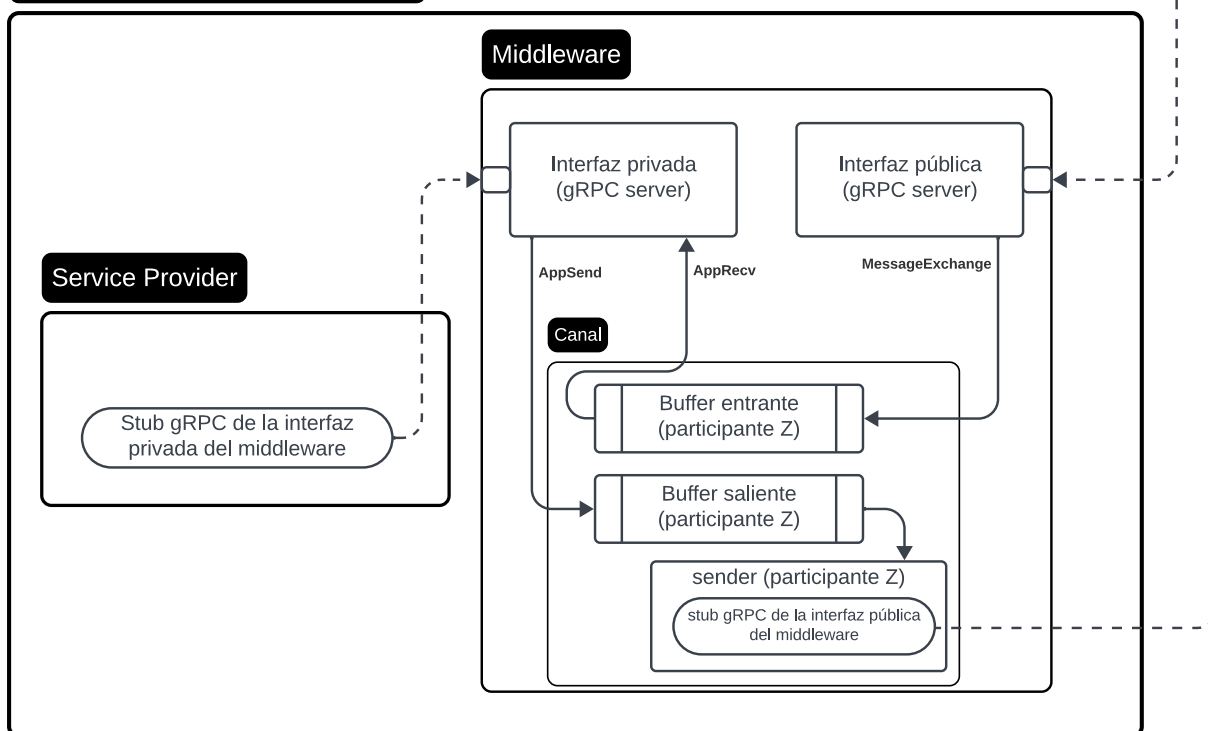 Middleware
Interfaz privada
(gRPC server)
Interfaz pública
(gRPC server)
AppSend
AppRecv
MessageExchange
Service Provider
Stub gRPC de la interfaz
privada del middleware
Canal
Buffer entrante
(participante Z)
Buffer saliente
(participante Z)
sender (participante Z)
stub gRPC de la interfaz pública
del middleware